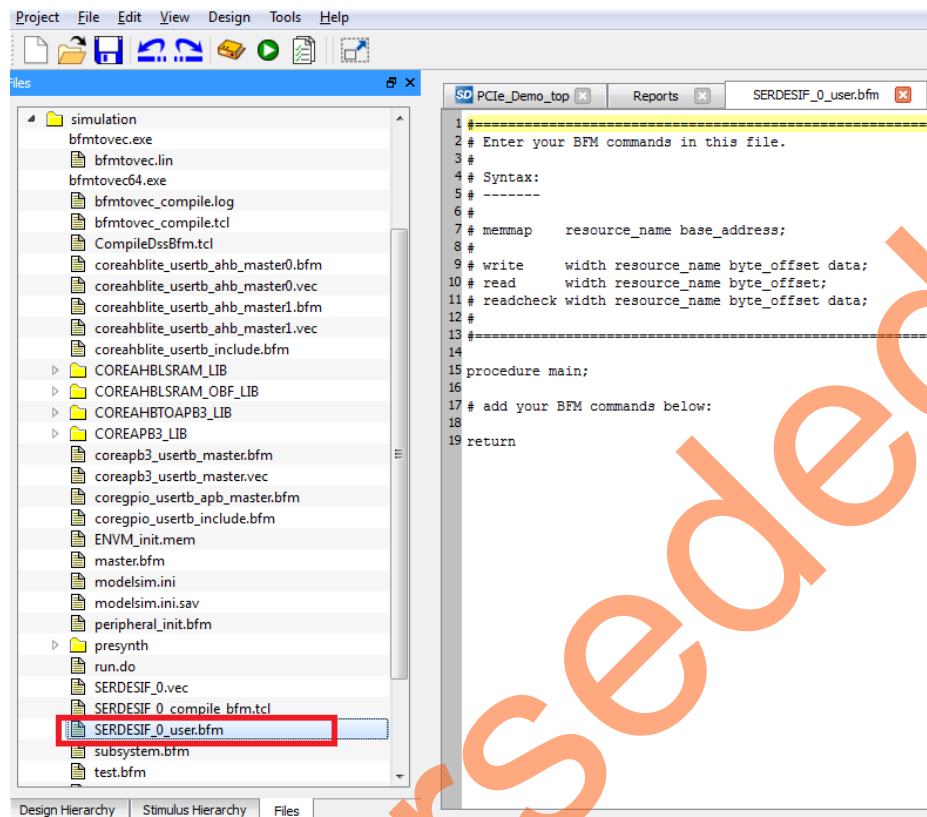 Project File Edit View Design Tools Help
Files
simulation
bfmtovec.exe
bfmtovec.lin
bfmtovec64.exe
bfmtovec_compile.log
bfmtovec_compile.tcl
CompileDssBfm.tcl
coreahblite_usertb_ahb_master0.bfm
coreahblite_usertb_ahb_master0.vec
coreahblite_usertb_ahb_master1.bfm
coreahblite_usertb_ahb_master1.vec
coreahblite_usertb_include.bfm
COREAHBLSRAM_LIB
COREAHBLSRAM_OBF_LIB
COREAHBTOAPB3_LIB
COREAPB3_LIB
coreapb3_usertb_master.bfm
coreapb3_usertb_master.vec
coregpio_usertb_apb_master.bfm
coregpio_usertb_include.bfm
ENVM_init.mem
master.bfm
modelsim.ini
modelsim.ini.sav
peripheral_init.bfm
presynth
run.do
SERDESIF_0.vec
SERDESIF_0_compile_bfm.tcl
SERDESIF_0_user.bfm
subsystem.bfm
test.bfm
Design Hierarchy Stimulus Hierarchy Files
SD PCIe_Demo_top Reports SERDESIF_0_user.bfm
1 #=======================================================
2 # Enter your BFM commands in this file.
3 #
4 # Syntax:
5 # -------
6 #
7 # memmap resource_name base_address;
8 #
9 # write width resource_name byte_offset data;
10 # read width resource_name byte_offset;
11 # readcheck width resource_name byte_offset data;
12 #
13 #=======================================================
14
15 procedure main;
16
17 # add your BFM commands below:
18
19 return
erseded